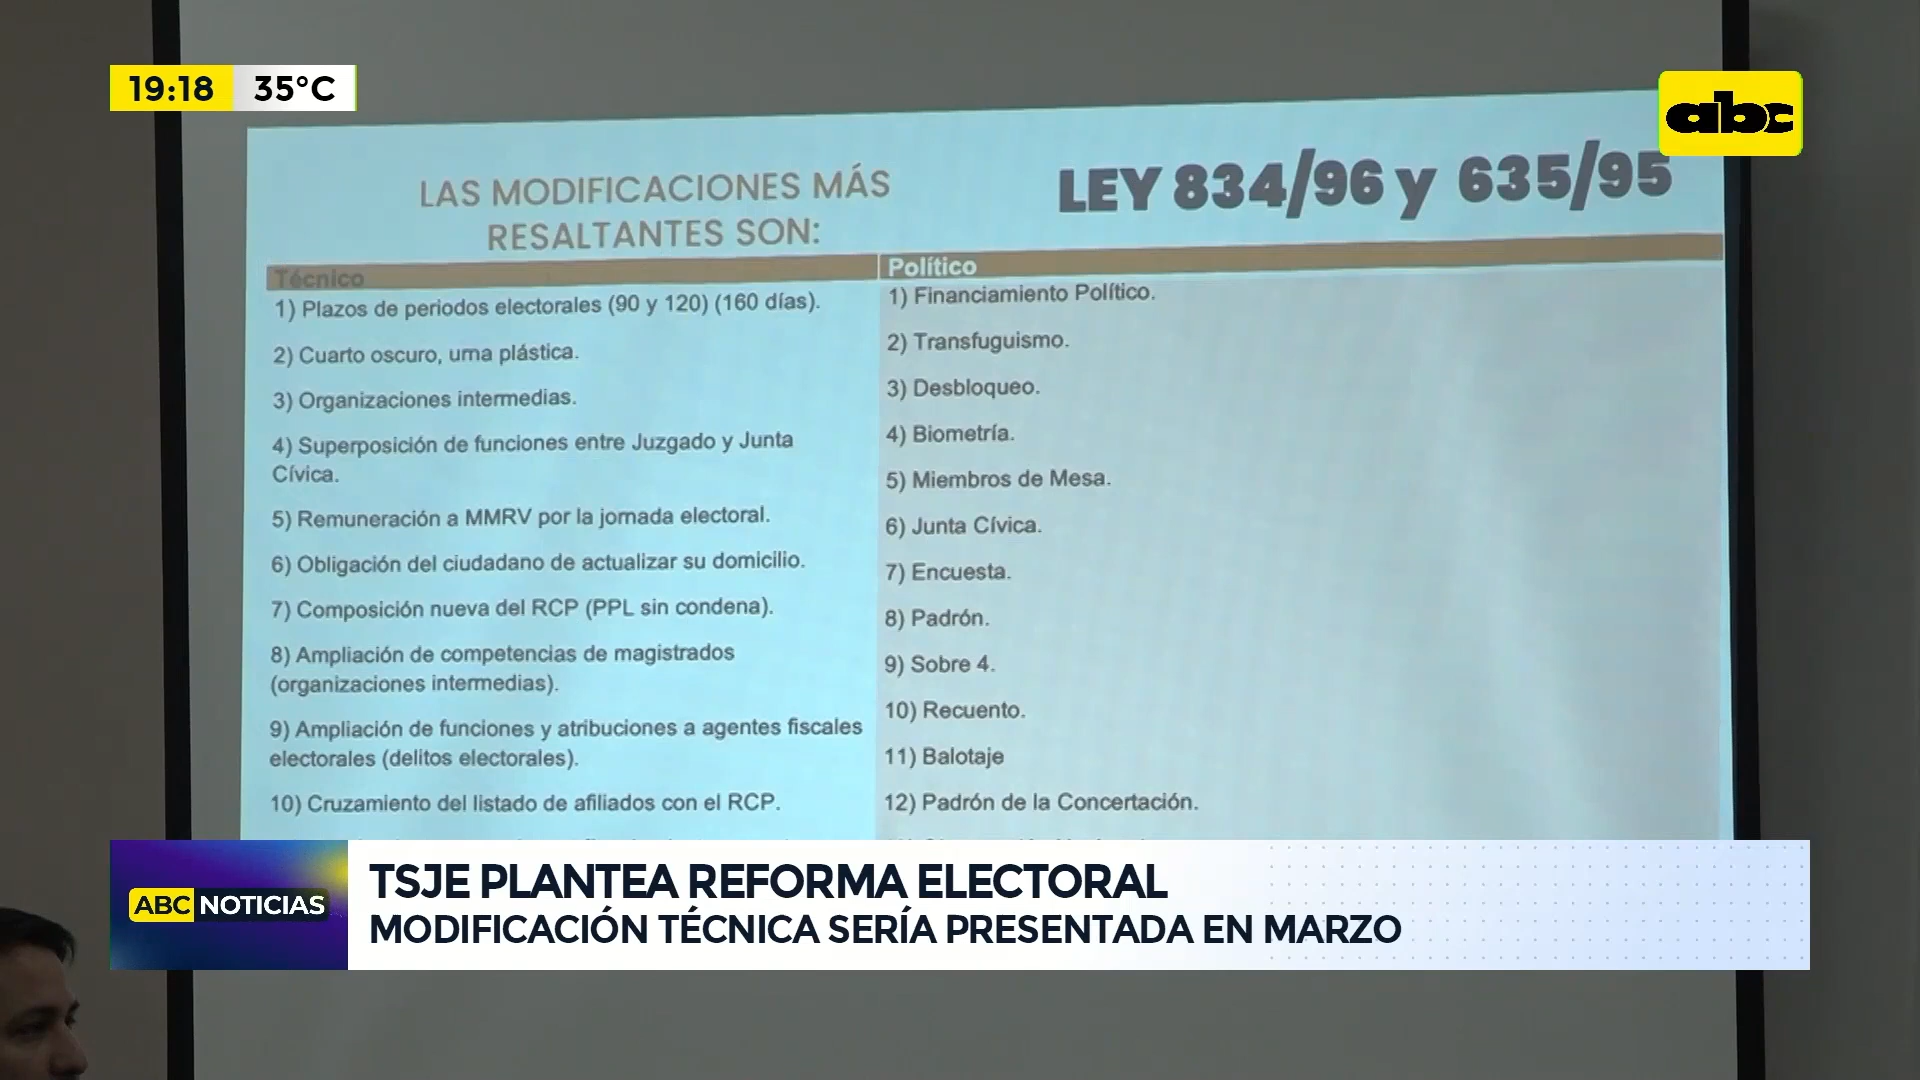 19:18 35°C
abc
LAS MODIFICACIONES MÁS
RESALTANTES SON:
LEY 834/96 y 635/95
Técnico
1) Plazos de periodos electorales (90 y 120) (160 días).
2) Cuarto oscuro, urna plástica.
3) Organizaciones intermedias.
4) Superposición de funciones entre Juzgado y Junta
Cívica.
5) Remuneración a MMRV por la jornada electoral.
6) Obligación del ciudadano de actualizar su domicilio.
7) Composición nueva del RCP (PPL sin condena).
8) Ampliación de competencias de magistrados
(organizaciones intermedias).
9) Ampliación de funciones y atribuciones a agentes fiscales
electorales (delitos electorales).
10) Cruzamiento del listado de afiliados con el RCP.
Político
1) Financiamiento Político.
2) Transfuguismo.
3) Desbloqueo.
4) Biometría.
5) Miembros de Mesa.
6) Junta Cívica.
7) Encuesta.
8) Padrón.
9) Sobre 4.
10) Recuento.
11) Balotaje
12) Padrón de la Concertación.
ABC NOTICIAS
TSJE PLANTEA REFORMA ELECTORAL
MODIFICACIÓN TÉCNICA SERÍA PRESENTADA EN MARZO